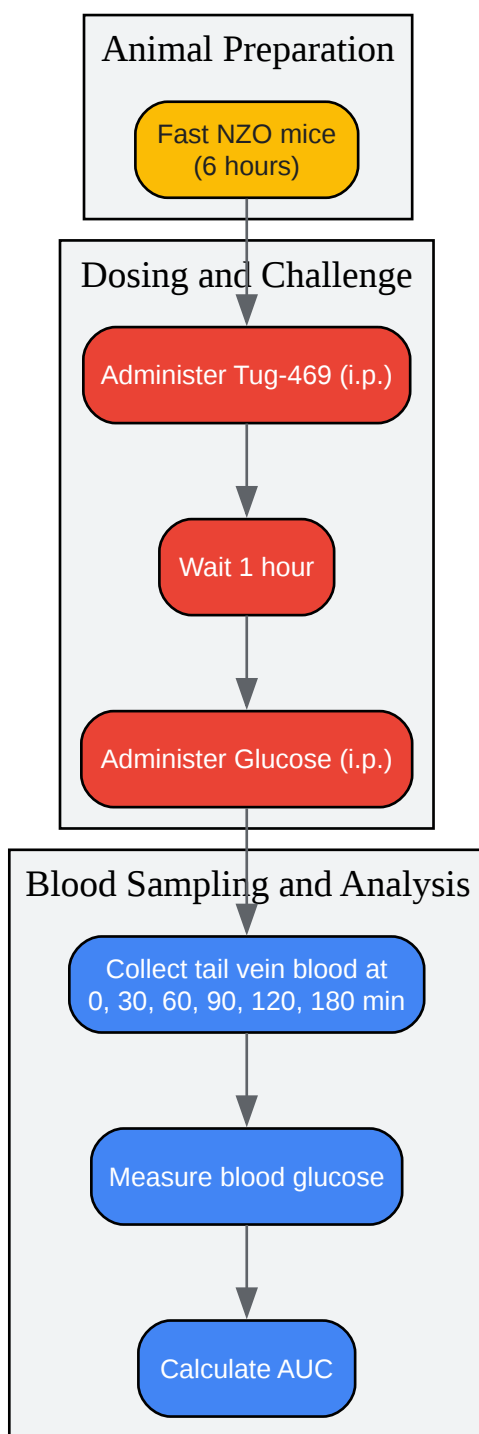 Animal Preparation
Fast NZO mice
(6 hours)
Dosing and Challenge
Administer Tug-469 (i.p.)
Wait 1 hour
Administer Glucose (i.p.)
Blood Sampling and Analysis
Collect tail vein blood at
0, 30, 60, 90, 120, 180 min
Measure blood glucose
Calculate AUC